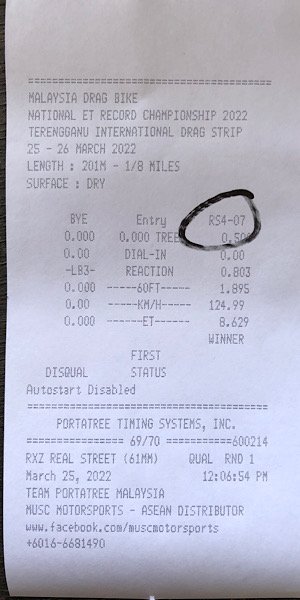 ========================================
MALAYSIA DRAG BIKE
NATIONAL ET RECORD CHAMPIONSHIP 2022
TERENGGANU INTERNATIONAL DRAG STRIP
25 - 26 MARCH 2022
LENGTH : 201M - 1/8 MILES
SURFACE : DRY
BYE Entry RS4-07
0.000 0.000 TREE 0.500
0.00 DIAL-IN 0.00
-LB3- REACTION 0.803
0.000 -----60FT----- 1.895
0.00 ------KM/H----- 124.99
0.000 -------ET----- 8.629
WINNER
FIRST
DISQUAL STATUS
Autostart Disabled
========================================
PORTATREE TIMING SYSTEMS, INC.
================ 69/70 ===========600214
RXZ REAL STREET (61MM) QUAL RND 1
March 25, 2022 12:06:54 PM
TEAM PORTATREE MALAYSIA
MUSC MOTORSPORTS - ASEAN DISTRIBUTOR
www.facebook.com/muscmotorsports
+6016-6681490